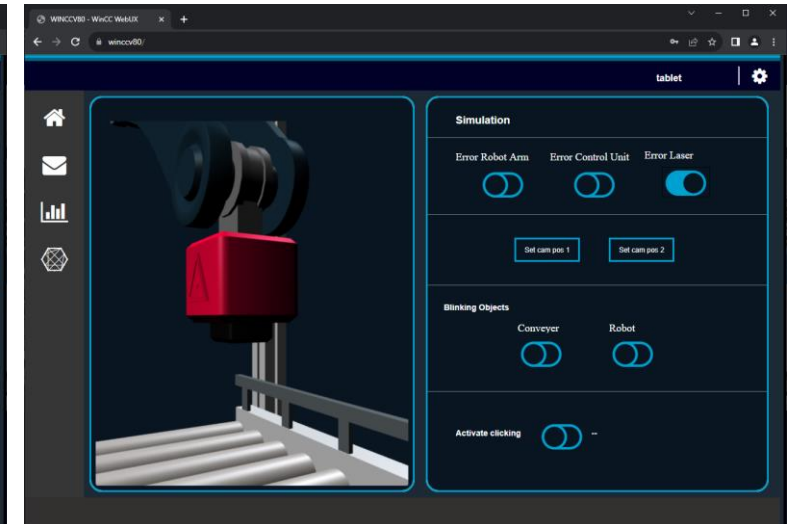 WINCCV80 - WinCC WebUX
winccv80/
tablet
Simulation
Error Robot Arm Error Control Unit Error Laser
Set cam pos 1 Set cam pos 2
Blinking Objects
Conveyer Robot
Activate clicking --
A